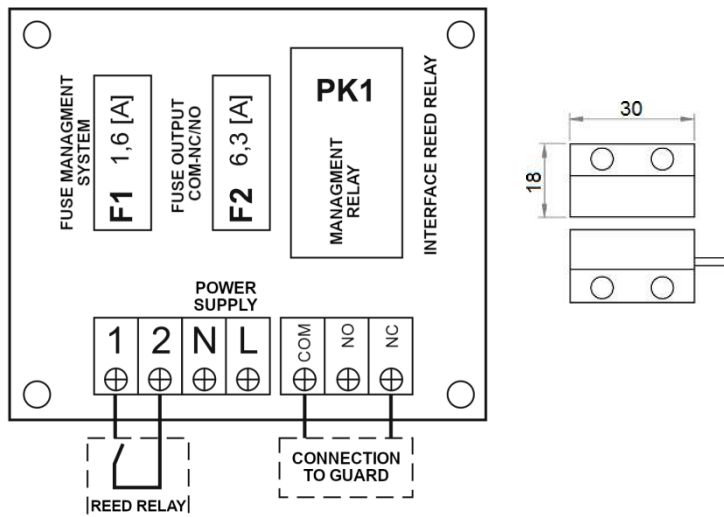 FUSE MANAGMENT
SYSTEM
F1 1,6 [A]
FUSE OUTPUT
COM-NC/NO
F2 6,3 [A]
PK1
MANAGMENT
RELAY
INTERFACE REED RELAY
30
18
POWER
SUPPLY
1 2 N L
COM NO NC
REED RELAY
CONNECTION
TO GUARD